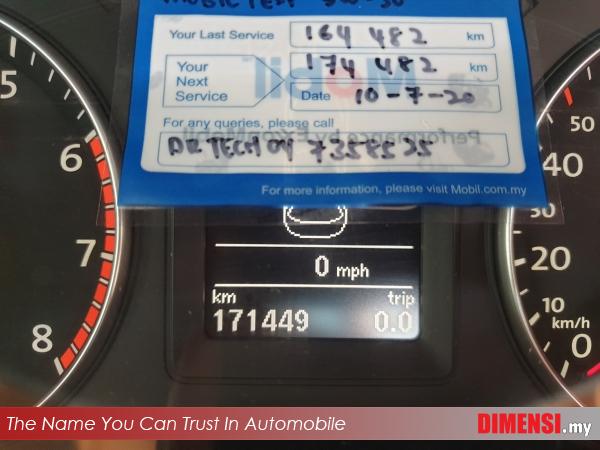 Your Last Service 164 482 km
Your Next Service 174 482 km
Date 10-7-20
For any queries, please call
DR TECH 04 7358535
For more information, please visit Mobil.com.my
5
6
7
8
50
40
30
20
10
km/h
0
0 mph
km trip
171449 0.0
The Name You Can Trust In Automobile
DIMENSI.my